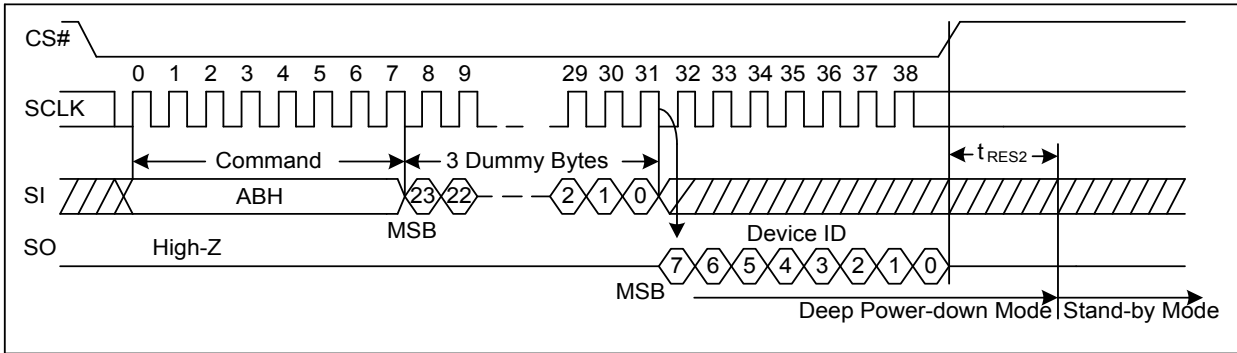 CS#
0 1 2 3 4 5 6 7 8 9 29 30 31 32 33 34 35 36 37 38
SCLK
Command 3 Dummy Bytes tRES2
SI ABH 23 22 2 1 0
MSB
SO High-Z Device ID
7 6 5 4 3 2 1 0
MSB
Deep Power-down Mode Stand-by Mode